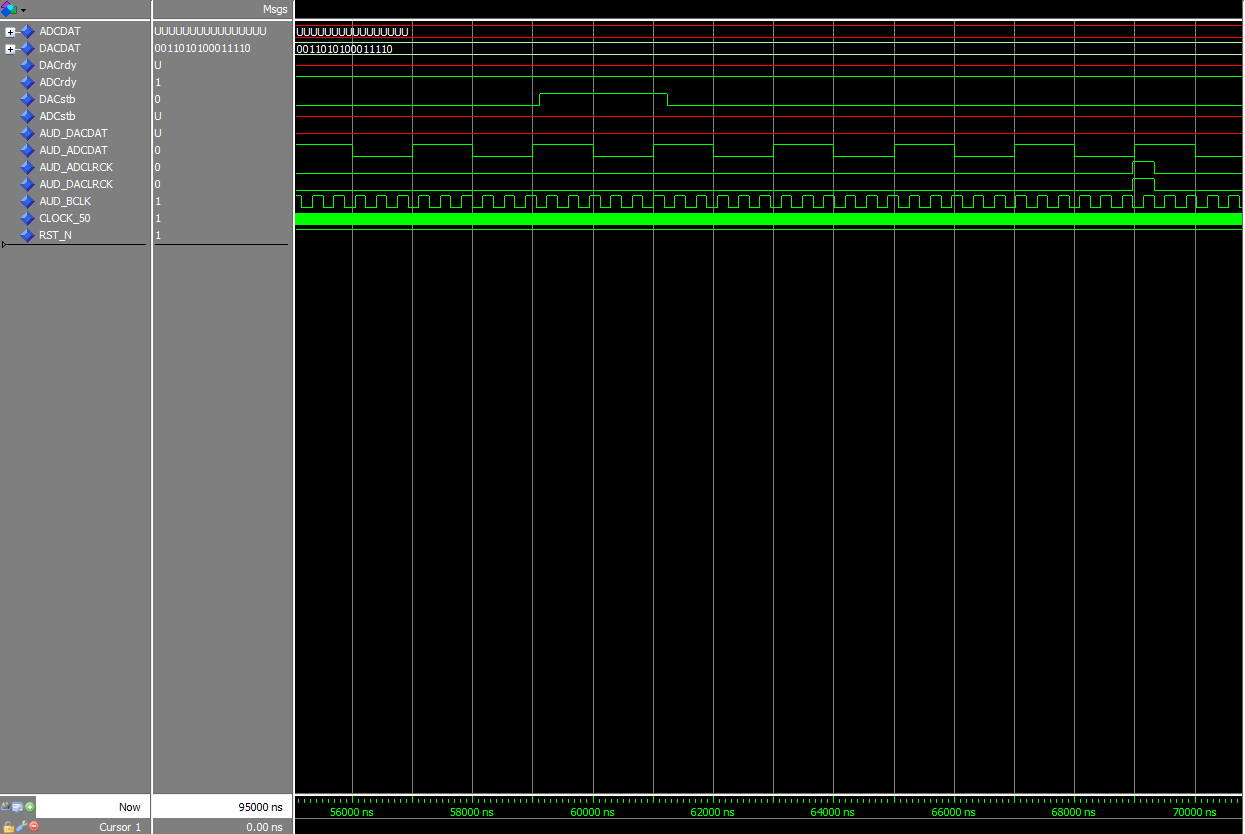 Msgs
ADCDAT UUUUUUUUUUUUUUUU UUUUUUUUUUUUUUUU
DACDAT 0011010100011110 0011010100011110
DACrdy U
ADCrdy 1
DACstb 0
ADCstb U
AUD_DACDAT U
AUD_ADCDAT 0
AUD_ADCLRCK 0
AUD_DACLRCK 0
AUD_BCLK 1
CLOCK_50 1
RST_N 1
Now 95000 ns 56000 ns 58000 ns 60000 ns 62000 ns 64000 ns 66000 ns 68000 ns 70000 ns
Cursor 1 0.00 ns